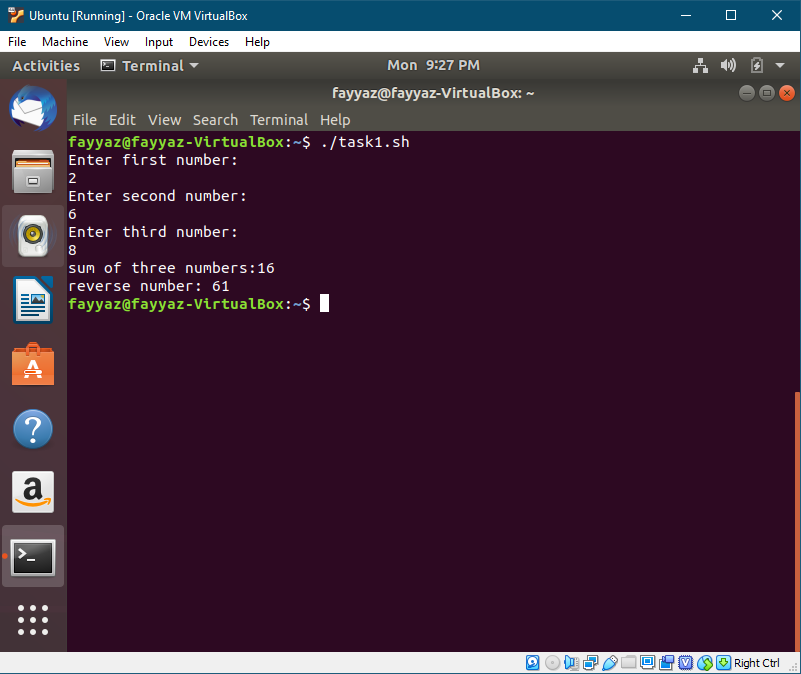 Ubuntu [Running] - Oracle VM VirtualBox
File Machine View Input Devices Help
Activities Terminal Mon 9:27 PM
fayyaz@fayyaz-VirtualBox: ~
File Edit View Search Terminal Help
fayyaz@fayyaz-VirtualBox:~$ ./task1.sh
Enter first number:
2
Enter second number:
6
Enter third number:
8
sum of three numbers:16
reverse number: 61
fayyaz@fayyaz-VirtualBox:~$
Right Ctrl